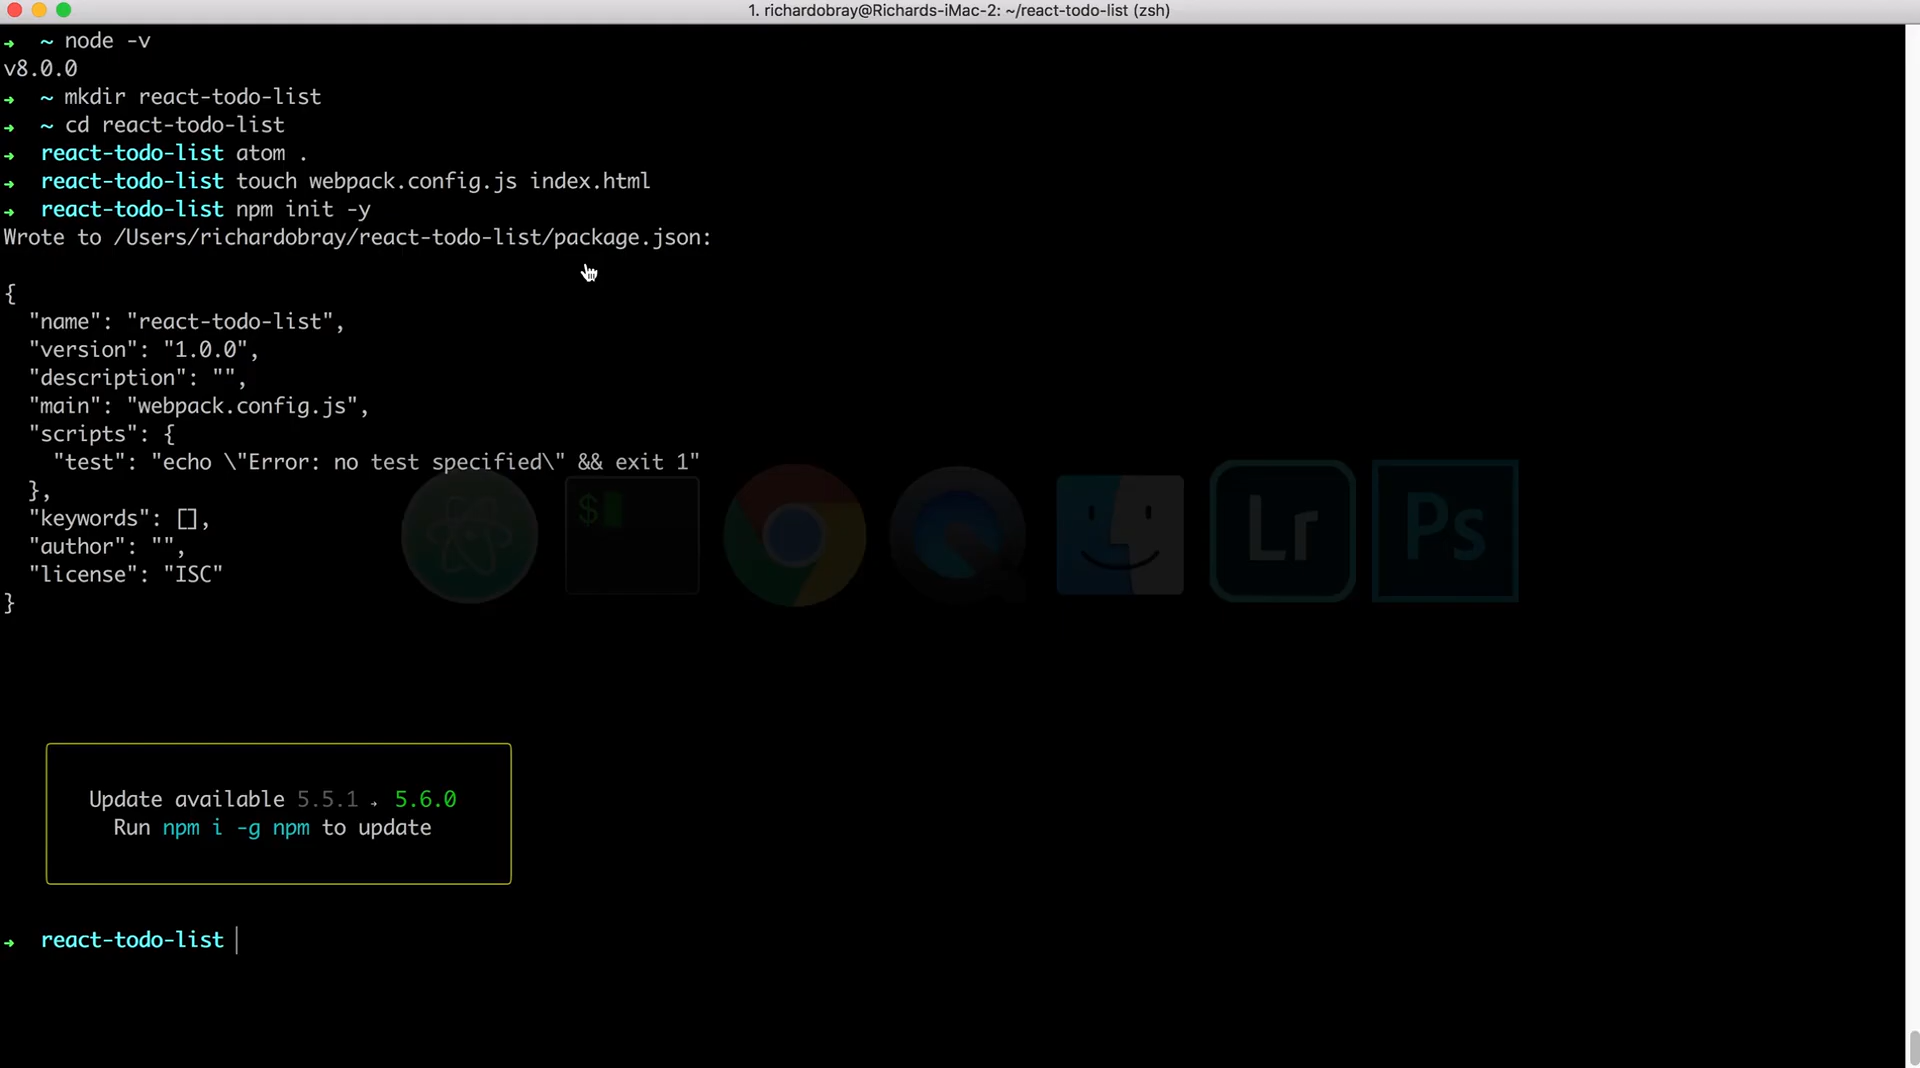 1. richardobray@Richards-iMac-2: ~/react-todo-list (zsh)
➜ ~ node -v
v8.0.0
➜ ~ mkdir react-todo-list
➜ ~ cd react-todo-list
➜ react-todo-list atom .
➜ react-todo-list touch webpack.config.js index.html
➜ react-todo-list npm init -y
Wrote to /Users/richardobray/react-todo-list/package.json:
{
"name": "react-todo-list",
"version": "1.0.0",
"description": "",
"main": "webpack.config.js",
"scripts": {
"test": "echo \"Error: no test specified\" && exit 1"
},
"keywords": [],
"author": "",
"license": "ISC"
}
$
Lr
Ps
Update available 5.5.1 → 5.6.0
Run npm i -g npm to update
➜ react-todo-list